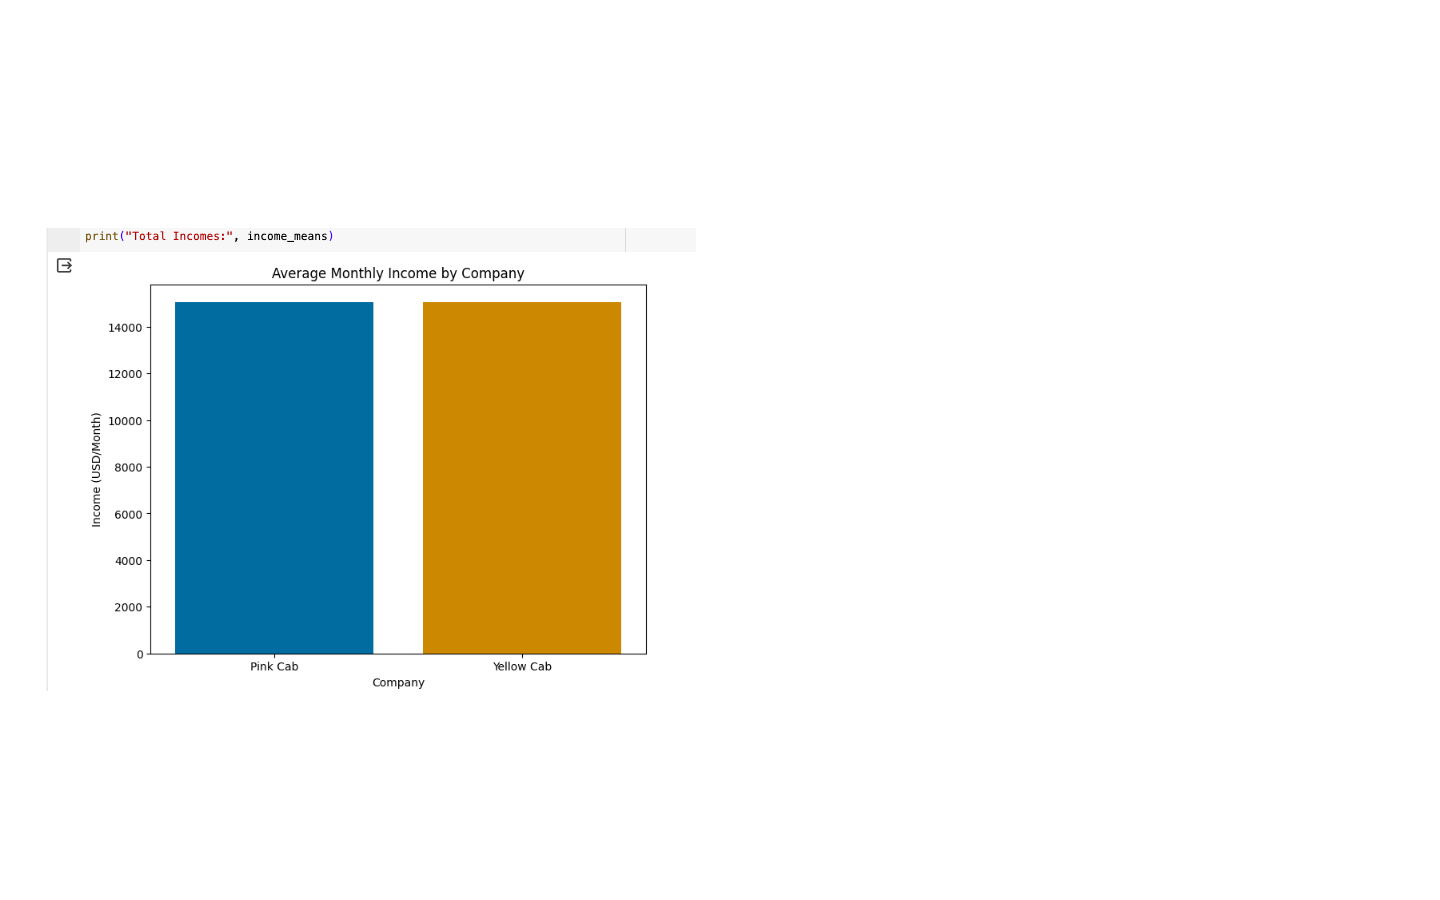 print("Total Incomes:", income_means)
Average Monthly Income by Company
14000
12000
10000
8000
6000
4000
2000
0
Income (USD/Month)
Pink Cab Yellow Cab
Company